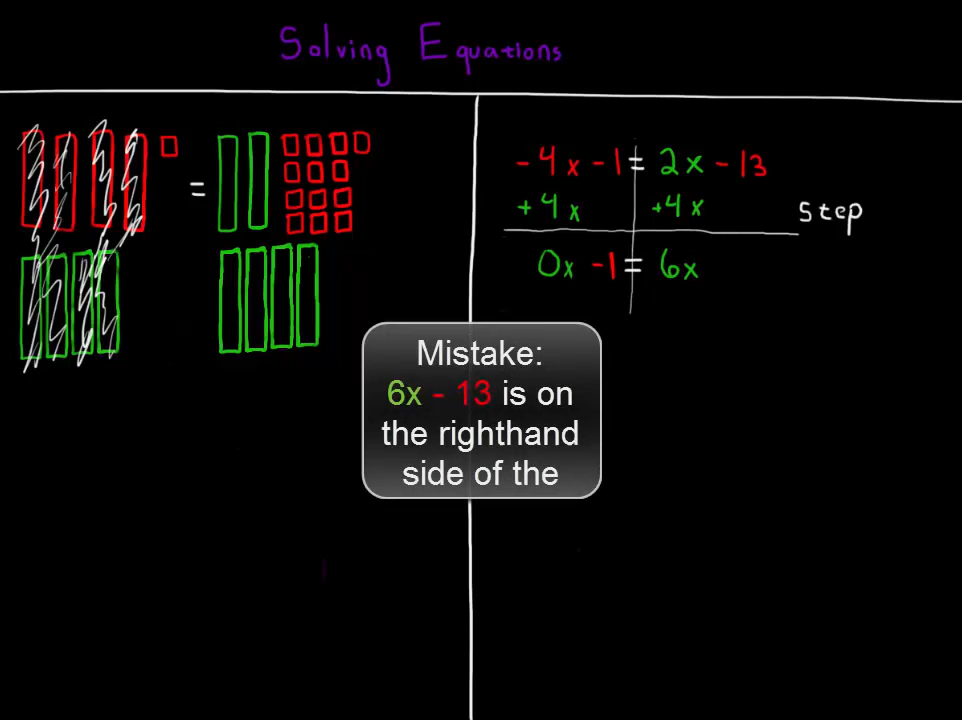 Solving Equations
=
-4x -1 = 2x -13
+4x +4x
step
0x -1 = 6x
Mistake:
6x - 13 is on
the righthand
side of the